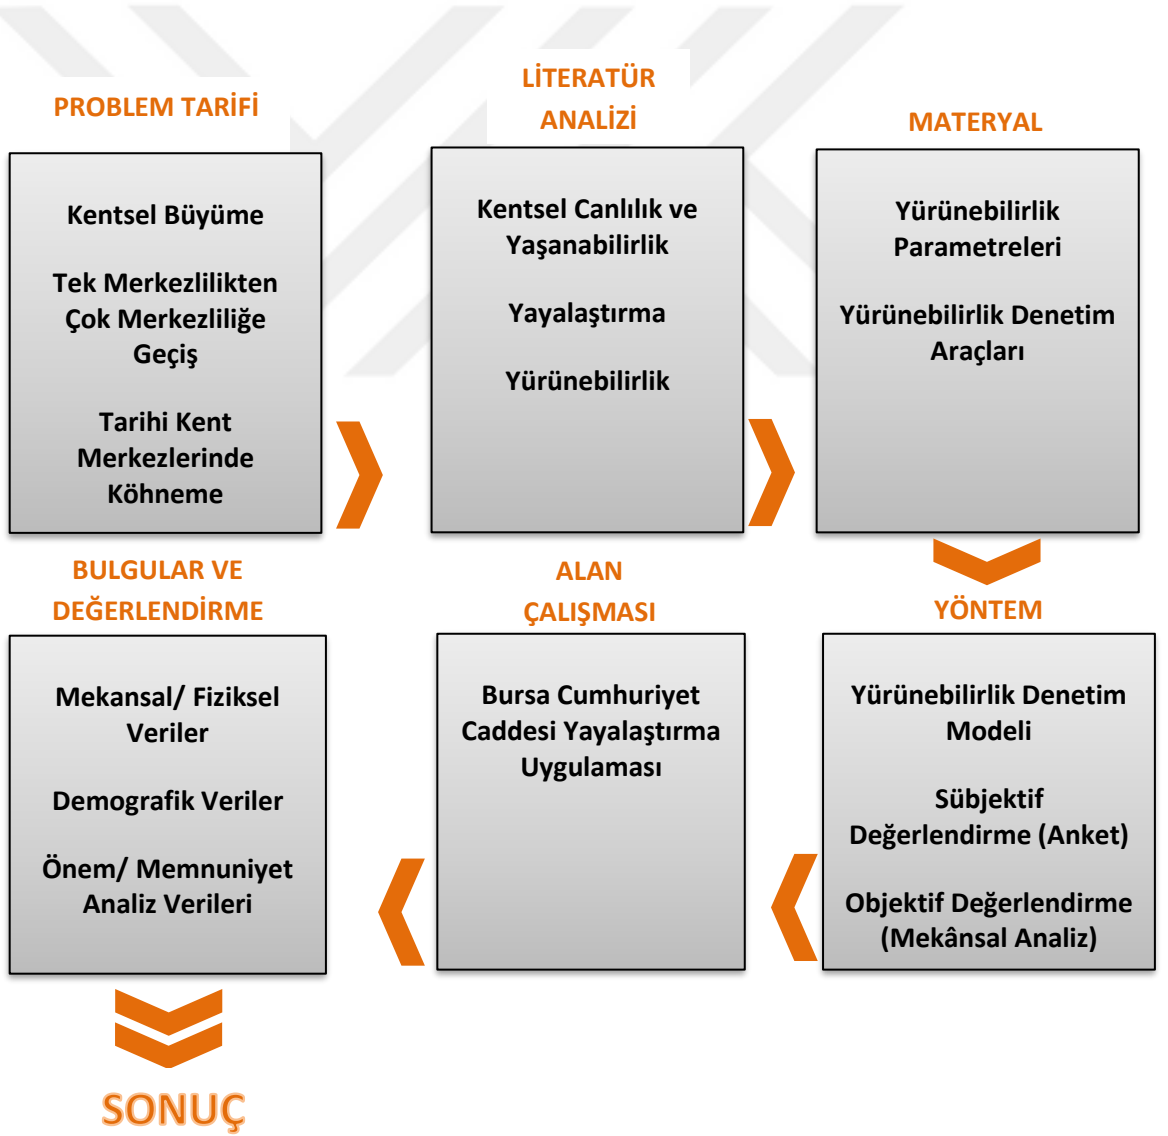 PROBLEM TARİFİ
Kentsel Büyüme
Tek Merkezlilikten
Çok Merkezliliğe
Geçiş
Tarihi Kent
Merkezlerinde
Köhneme
LİTERATÜR
ANALİZİ
Kentsel Canlılık ve
Yaşanabilirlik
Yayalaştırma
Yürünebilirlik
MATERYAL
Yürünebilirlik
Parametreleri
Yürünebilirlik Denetim
Araçları
YÖNTEM
Yürünebilirlik Denetim
Modeli
Sübjektif
Değerlendirme (Anket)
Objektif Değerlendirme
(Mekânsal Analiz)
ALAN
ÇALIŞMASI
Bursa Cumhuriyet
Caddesi Yayalaştırma
Uygulaması
BULGULAR VE
DEĞERLENDİRME
Mekansal/ Fiziksel
Veriler
Demografik Veriler
Önem/ Memnuniyet
Analiz Verileri
SONUÇ